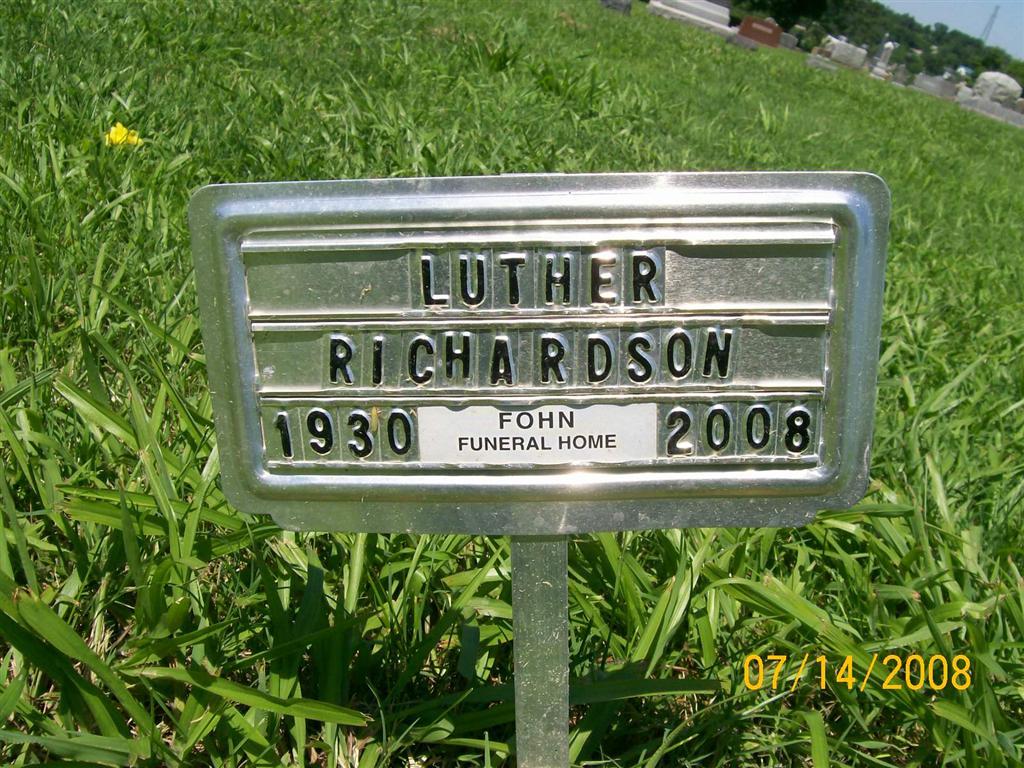 LUTHER
RICHARDSON
1930 FOHN FUNERAL HOME 2008
07/14/2008